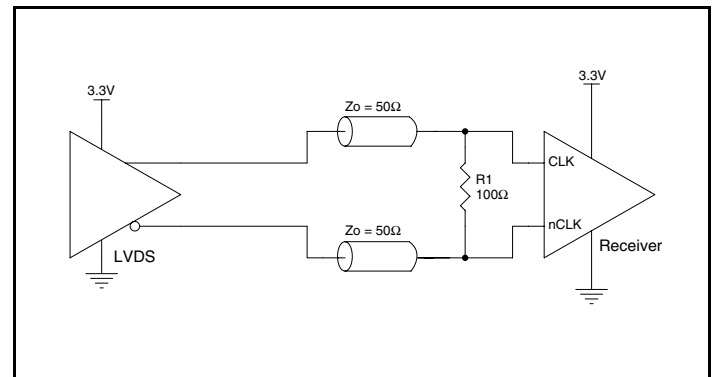 3.3V
3.3V
Zo = 50Ω
CLK
R1
100Ω
Zo = 50Ω
nCLK
LVDS
Receiver